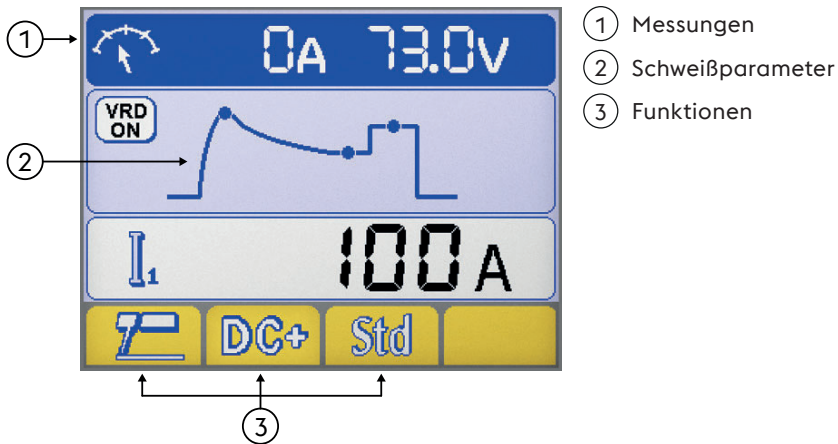 1
0A 73.0V
VRD
ON
2
I1 100A
DC+ Std
3
1 Messungen
2 Schweißparameter
3 Funktionen